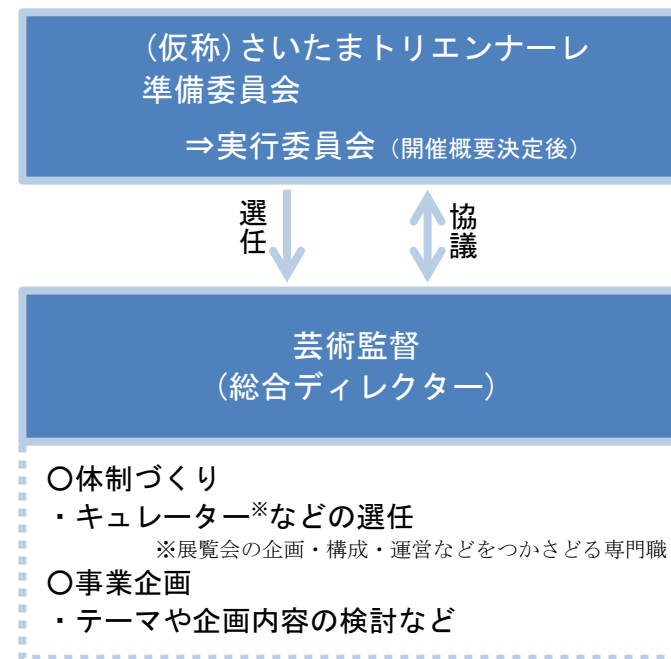 (仮称)さいたまトリエンナーレ
準備委員会
⇒実行委員会(開催概要決定後)
選任
協議
芸術監督
(総合ディレクター)
○体制づくり
・キュレーター※などの選任
※展覧会の企画・構成・運営などをつかさどる専門職
○事業企画
・テーマや企画内容の検討など